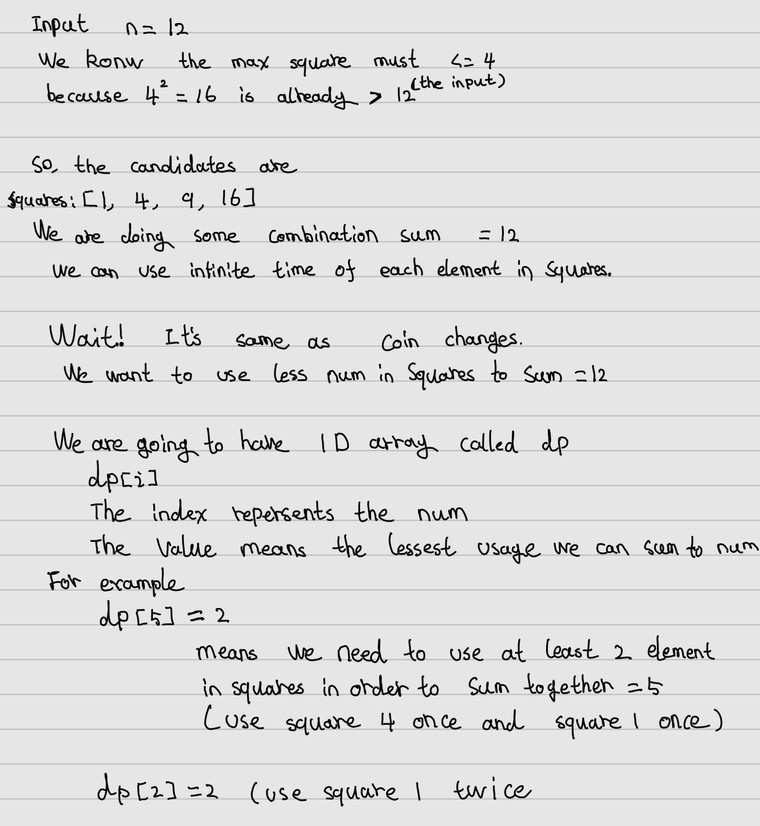 Input n = 12
We konw the max square must <= 4
because 4² = 16 is already > 12 (the input)
So, the candidates are
squares: [1, 4, 9, 16]
We are doing some combination sum = 12
we can use infinite time of each element in squares.
Wait! It's same as coin changes.
We want to use less num in squares to sum = 12
We are going to have 1D array called dp
dp[i]
The index repersents the num
The value means the lessest usage we can sum to num
For example
dp[5] = 2
means we need to use at least 2 element
in squares in order to sum together = 5
(use square 4 once and square 1 once)
dp[2] = 2 (use square 1 twice